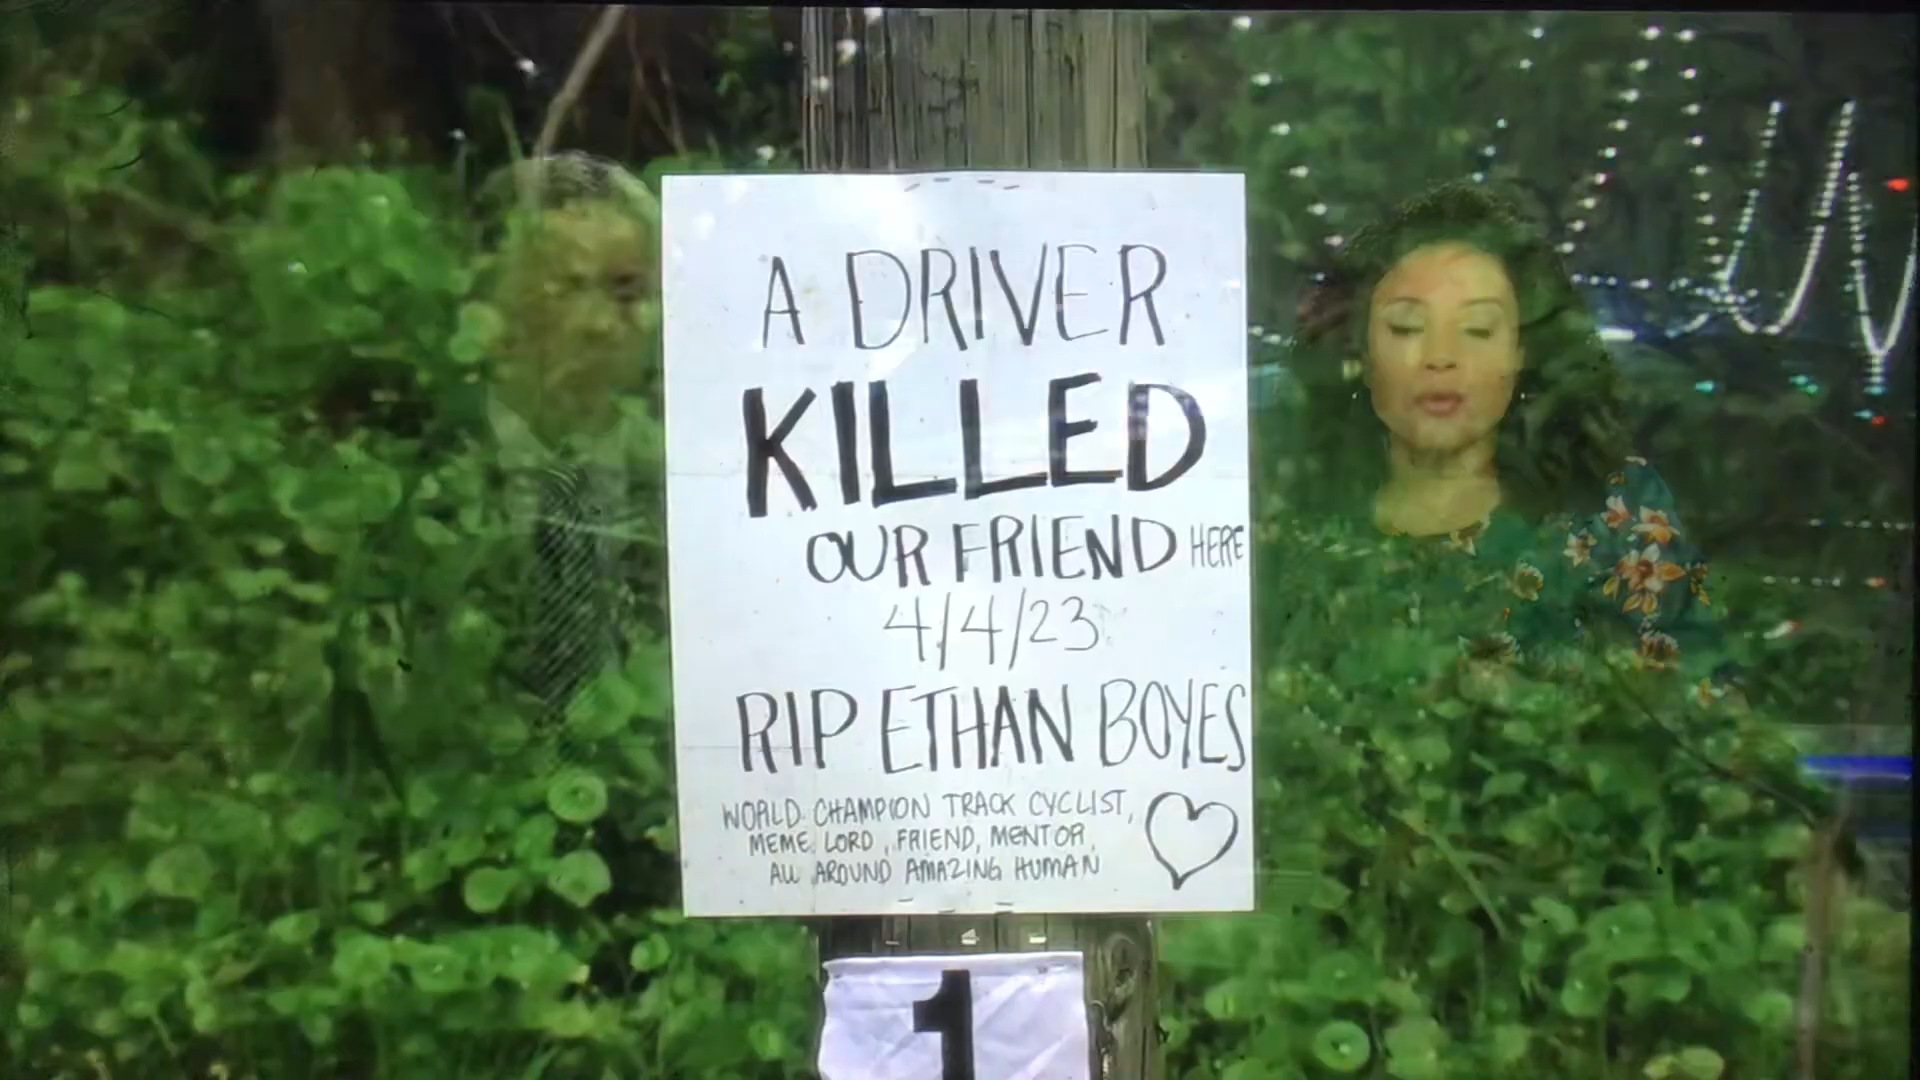 A DRIVER
KILLED
OUR FRIEND HERE
4/4/23
RIP ETHAN BOYES
WORLD CHAMPION TRACK CYCLIST,
MEME LORD, FRIEND, MENTOR,
ALL AROUND AMAZING HUMAN
1